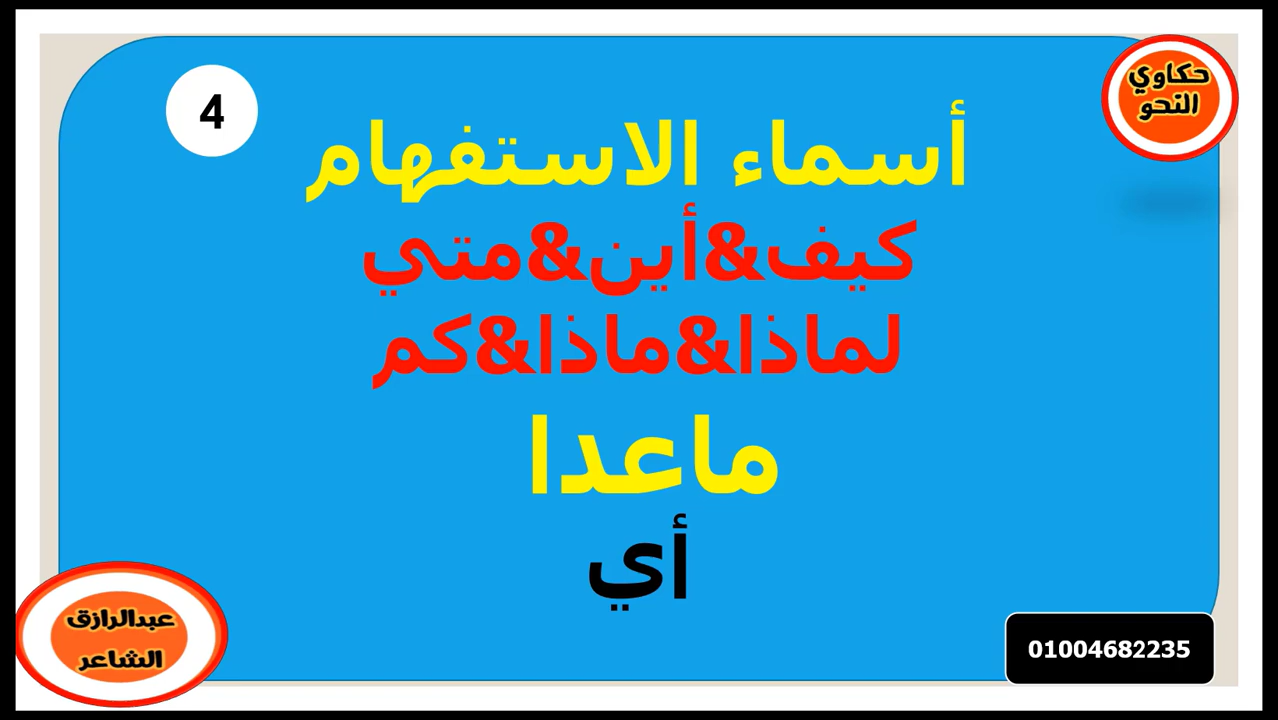 حكاوي
النحو
4
أسماء الاستفهام
كيف&أين&متي
لماذا&ماذا&كم
ماعدا
أي
عبدالرازق
الشاعر
01004682235